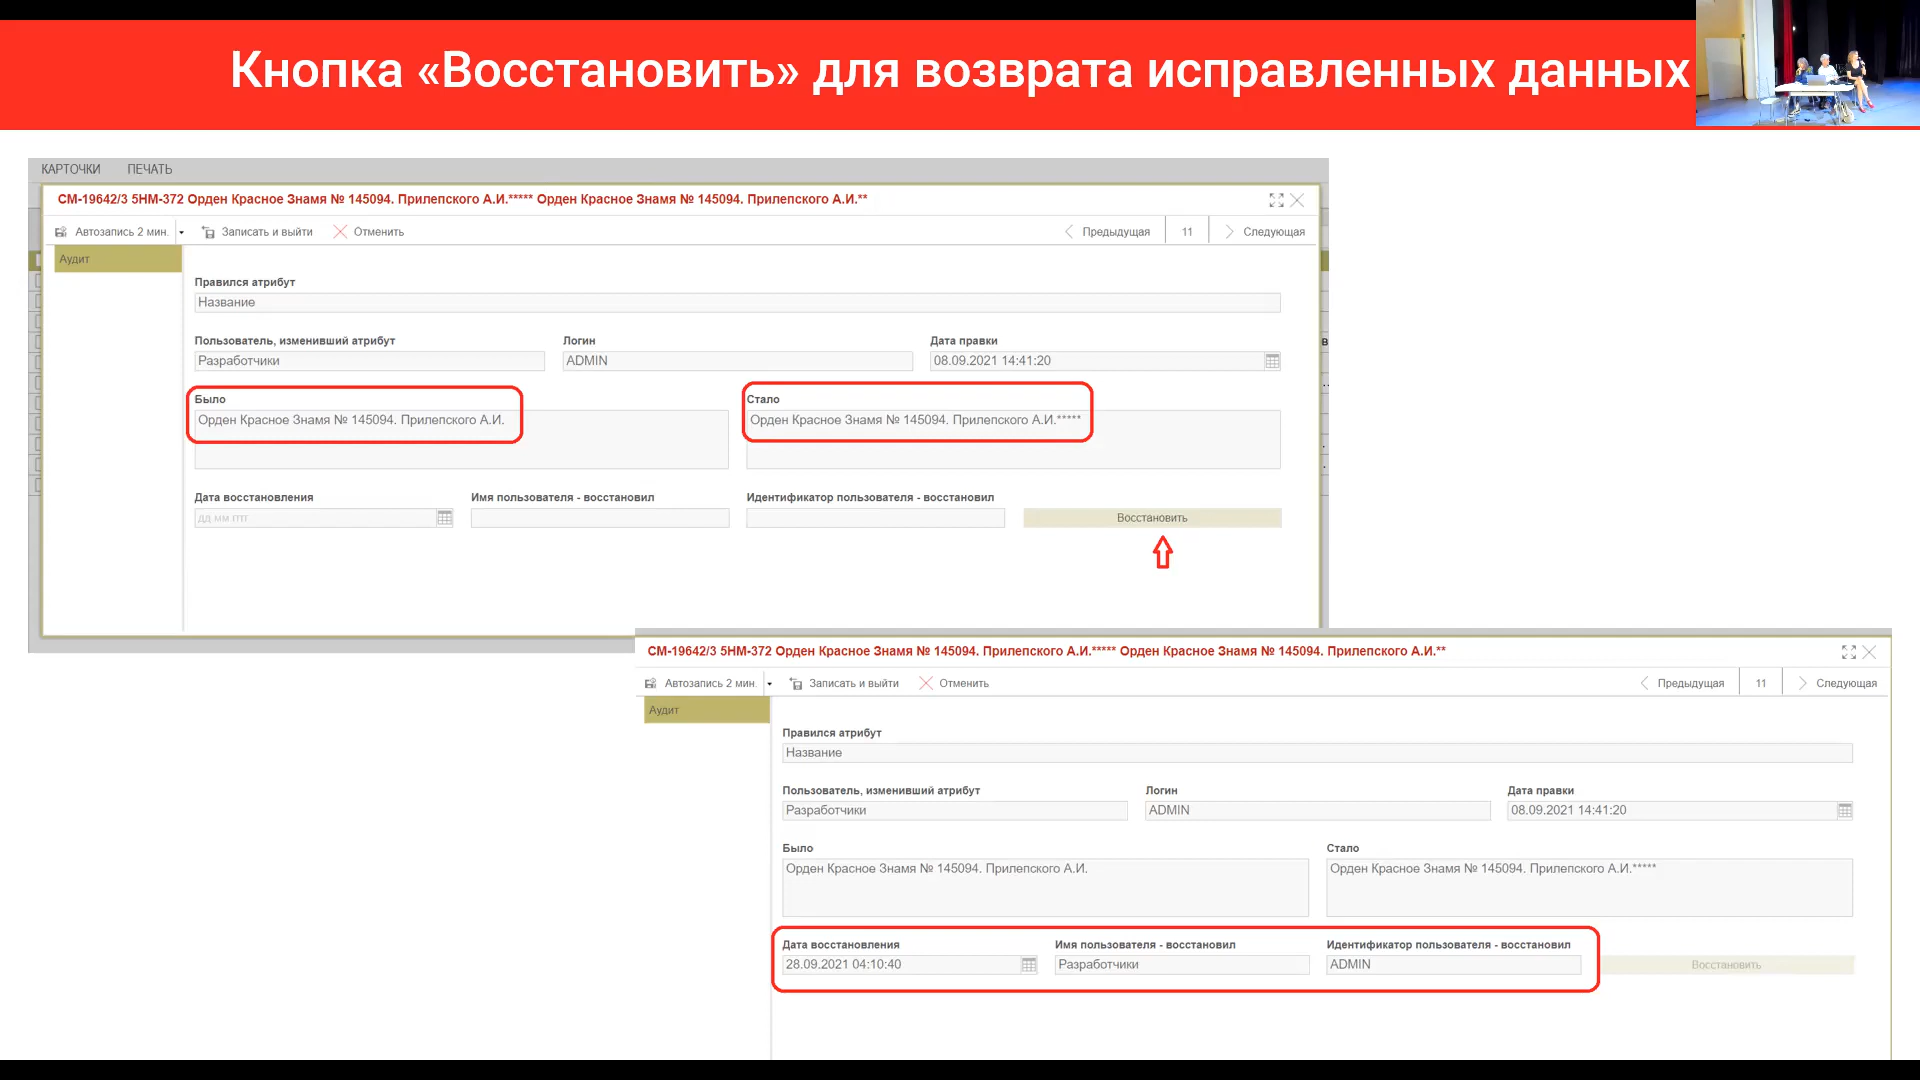 Кнопка «Восстановить» для возврата исправленных данных
КАРТОЧКИ ПЕЧАТЬ
СМ-19642/3 5НМ-372 Орден Красное Знамя № 145094. Прилепского А.И.***** Орден Красное Знамя № 145094. Прилепского А.И.**
Автозапись 2 мин. Записать и выйти Отменить Предыдущая 11 Следующая
Аудит
Правился атрибут
Название
Пользователь, изменивший атрибут Логин Дата правки
Разработчики ADMIN 08.09.2021 14:41:20
Было Стало
Орден Красное Знамя № 145094. Прилепского А.И. Орден Красное Знамя № 145094. Прилепского А.И.*****
Дата восстановления Имя пользователя - восстановил Идентификатор пользователя - восстановил
дд.мм.гггг Восстановить
СМ-19642/3 5НМ-372 Орден Красное Знамя № 145094. Прилепского А.И.***** Орден Красное Знамя № 145094. Прилепского А.И.**
Автозапись 2 мин. Записать и выйти Отменить Предыдущая 11 Следующая
Аудит
Правился атрибут
Название
Пользователь, изменивший атрибут Логин Дата правки
Разработчики ADMIN 08.09.2021 14:41:20
Было Стало
Орден Красное Знамя № 145094. Прилепского А.И. Орден Красное Знамя № 145094. Прилепского А.И.*****
Дата восстановления Имя пользователя - восстановил Идентификатор пользователя - восстановил
28.09.2021 04:10:40 Разработчики ADMIN Восстановить